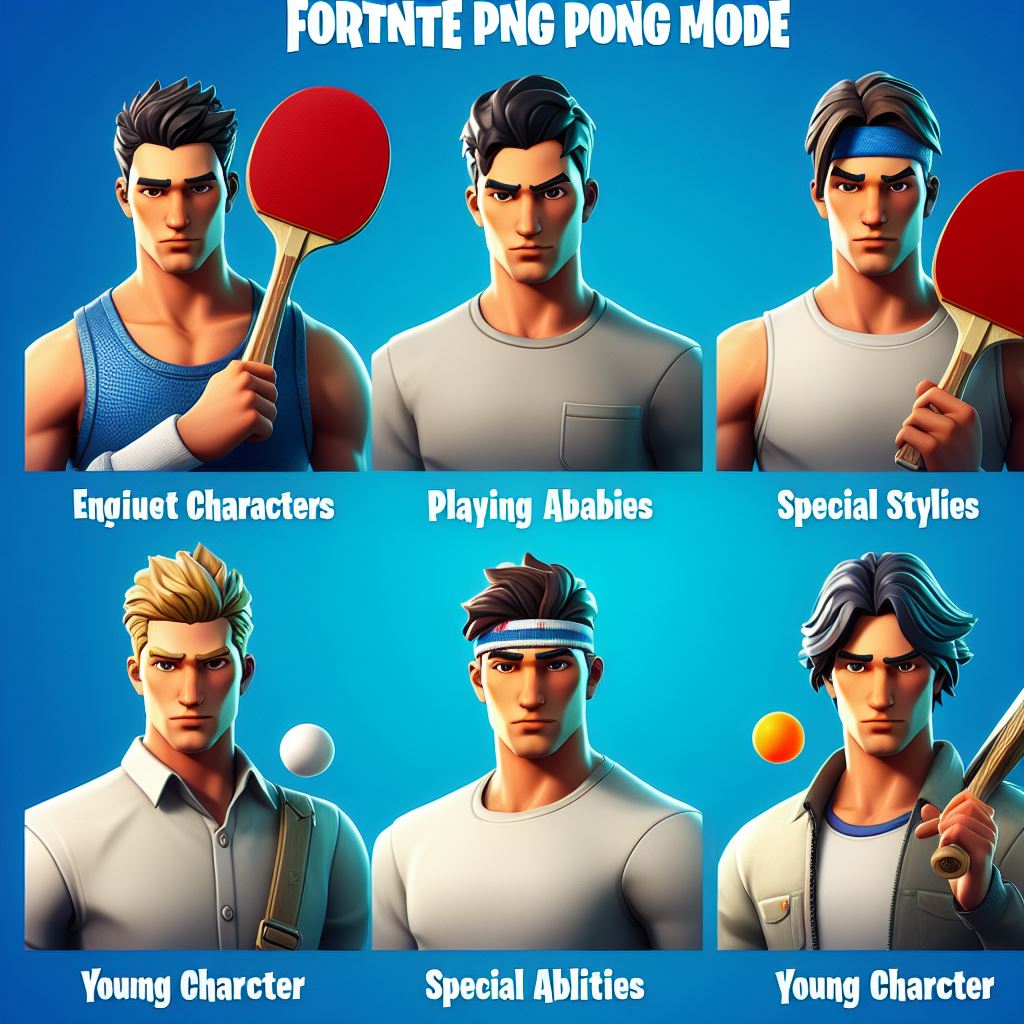 FORTNTE PNG PONG MODE
Engiuet Characters
Playing Ababies
Special Stylies
Young Charcter
Special Ablities
Young Charcter